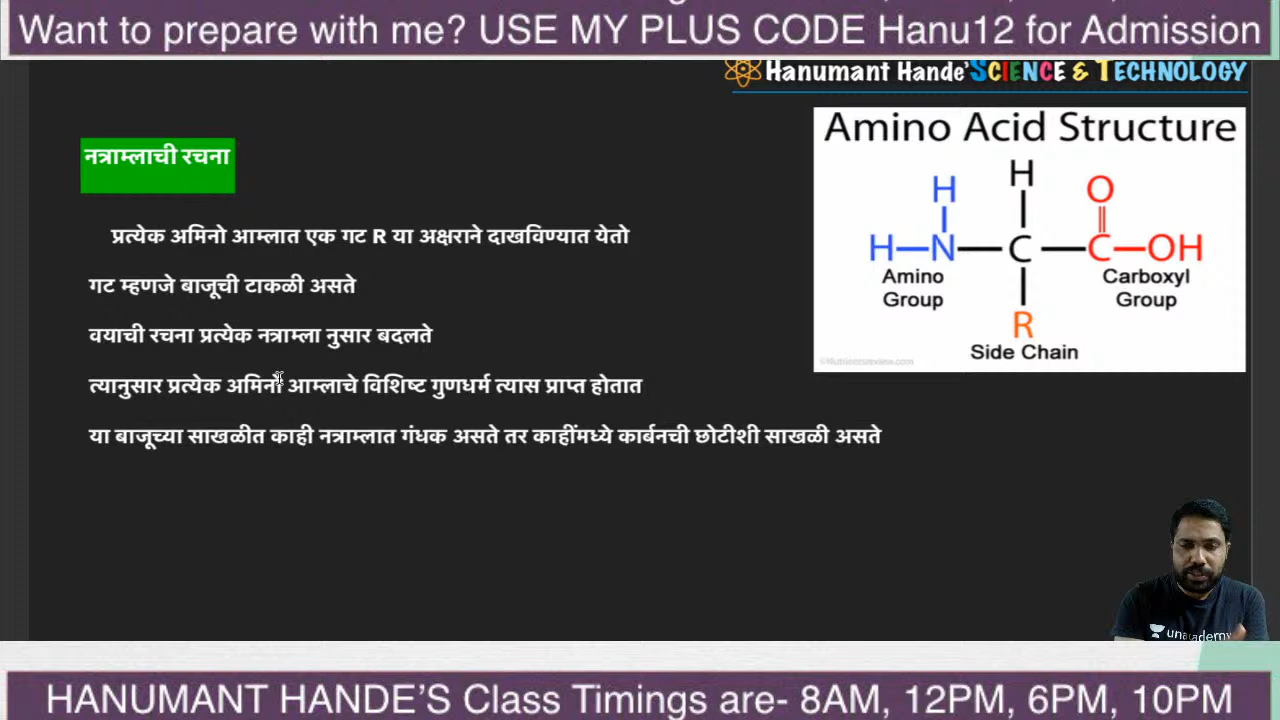 Want to prepare with me? USE MY PLUS CODE Hanu12 for Admission
Hanumant Hande'SCIENCE & TECHNOLOGY
नत्राम्लाची रचना
प्रत्येक अमिनो आम्लात एक गट R या अक्षराने दाखविण्यात येतो
गट म्हणजे बाजूची टाकळी असते
वयाची रचना प्रत्येक नत्राम्ला नुसार बदलते
त्यानुसार प्रत्येक अमिनो आम्लाचे विशिष्ट गुणधर्म त्यास प्राप्त होतात
या बाजूच्या साखळीत काही नत्राम्लात गंधक असते तर काहींमध्ये कार्बनची छोटीशी साखळी असते
Amino Acid Structure
H H O
H N C C OH
Amino Carboxyl
Group Group
R
Side Chain
©Nutrientsreview.com
unacademy
HANUMANT HANDE'S Class Timings are- 8AM, 12PM, 6PM, 10PM